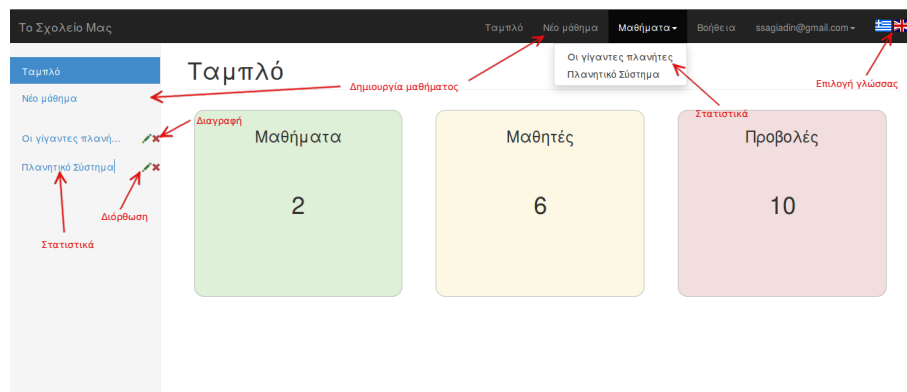 Το Σχολείο Μας
Ταμπλό Νέο μάθημα Μαθήματα Βοήθεια ssagiadin@gmail.com
Οι γίγαντες πλανήτες
Πλανητικό Σύστημα
Ταμπλό
Νέο μάθημα
Οι γίγαντες πλανή...
Πλανητικό Σύστημα
Ταμπλό
Δημιουργία μαθήματος
Επιλογή γλώσσας
Διαγραφή
Στατιστικά
Διόρθωση
Στατιστικά
Μαθήματα
2
Μαθητές
6
Προβολές
10